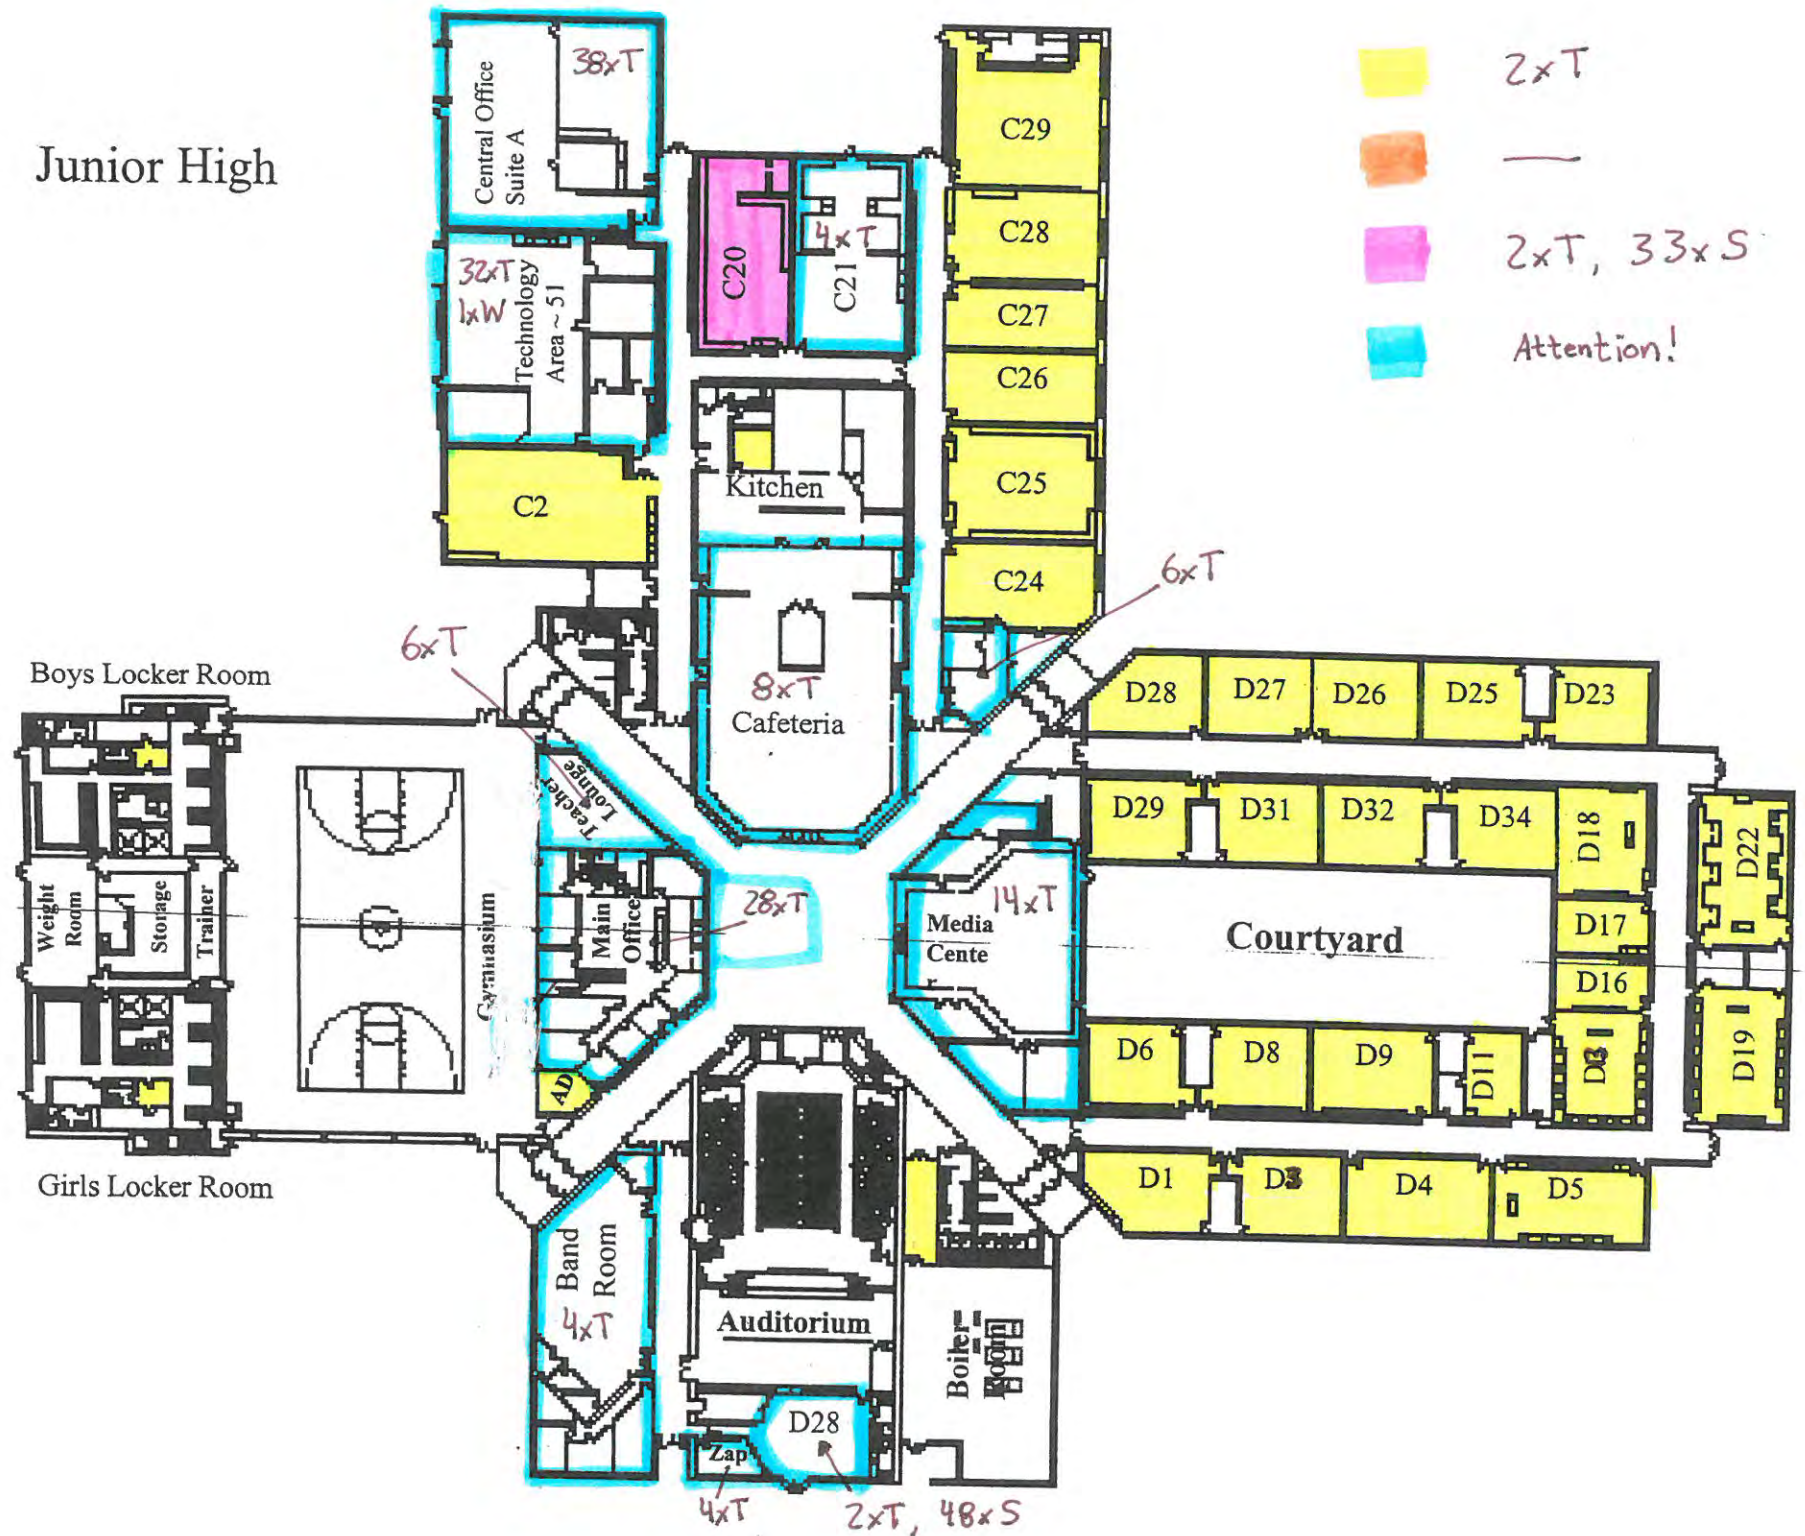 Junior High
2xT
—
2xT, 33xS
Attention!
Central Office
Suite A
38xT
32xT
1xW
Technology
Area ~ 51
C20
C21
4xT
C29
C28
C27
C26
C25
C24
C2
Kitchen
8xT
Cafeteria
6xT
6xT
Boys Locker Room
Teacher
Lounge
D28
D27
D26
D25
D23
D29
D31
D32
D34
D18
D22
Weight
Room
Storage
Trainer
Gymnasium
Main
Office
28xT
Media
Cente
r
14xT
Courtyard
D17
D16
D19
D6
D8
D9
D11
AD
Girls Locker Room
D1
D4
D5
Band
Room
4xT
Auditorium
Boiler
Room
D28
Zap
4xT
2xT, 48xS